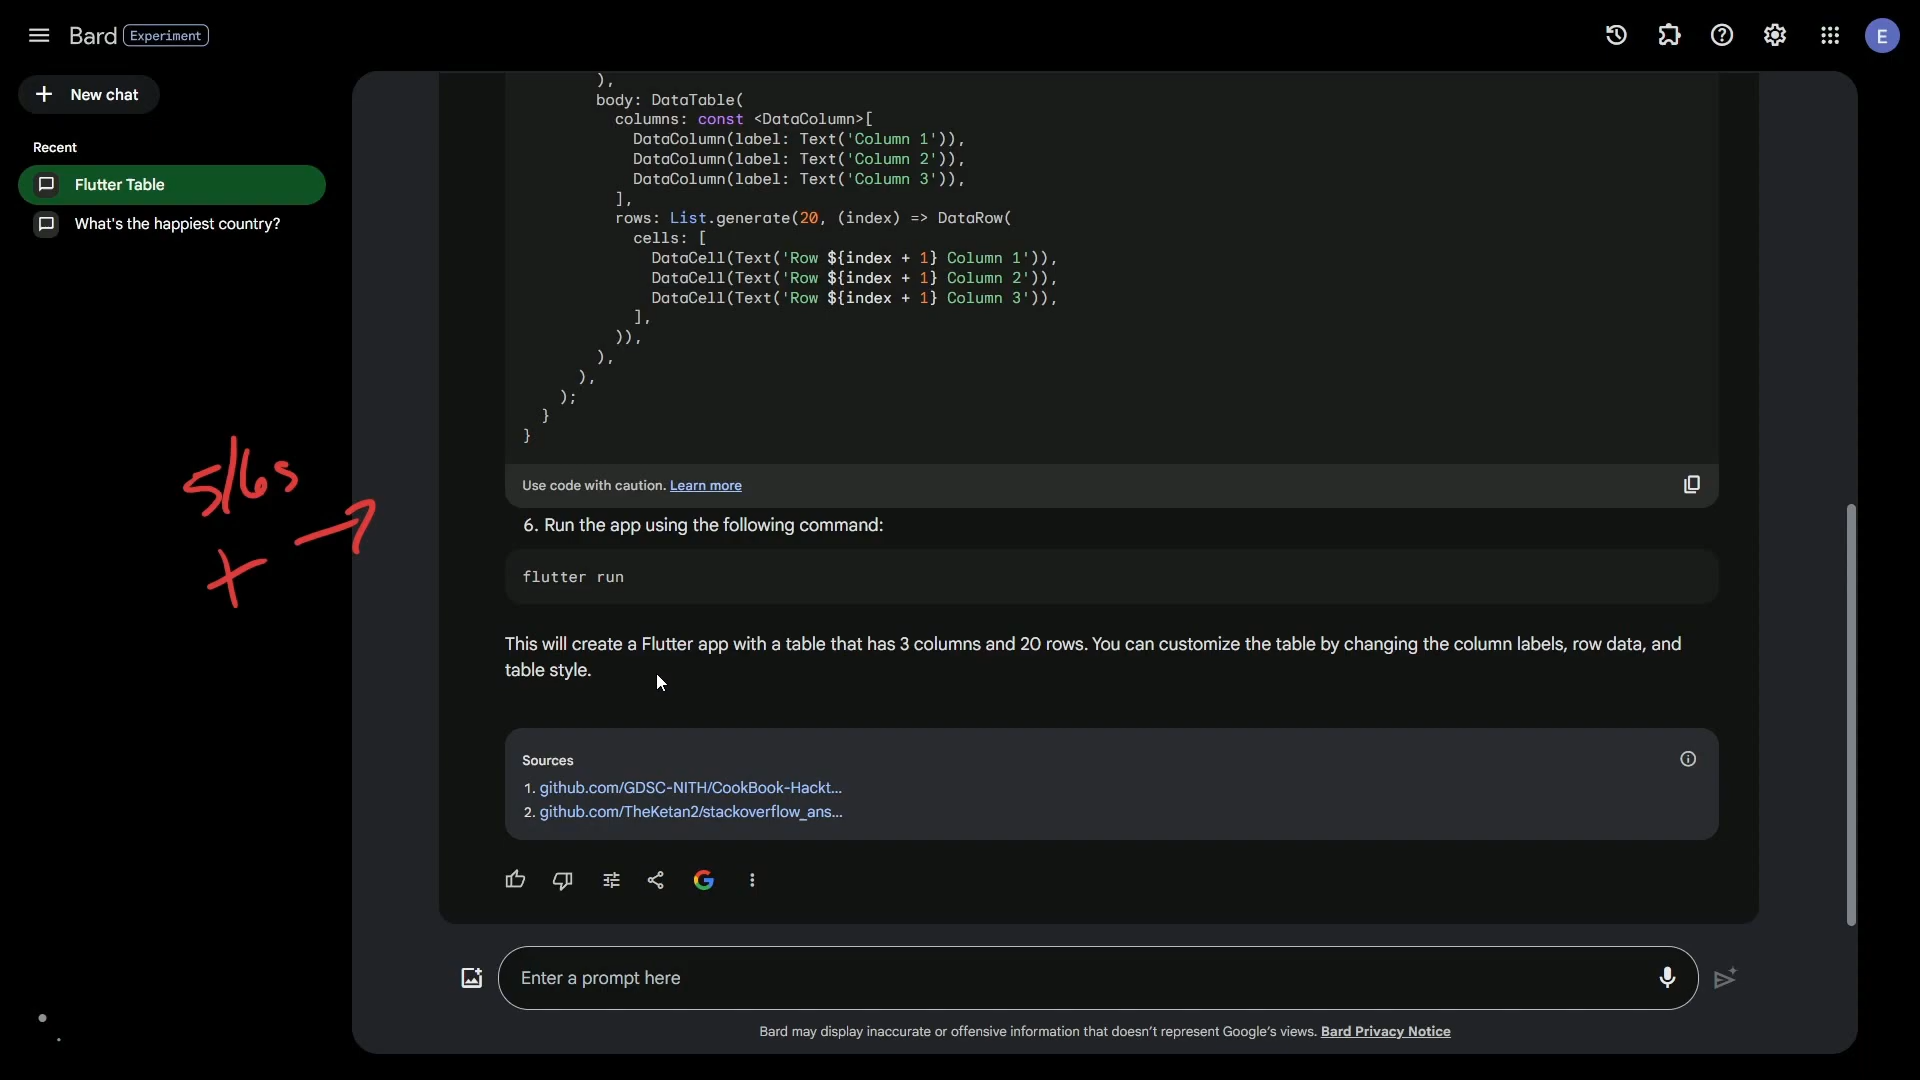 Bard Experiment
E
New chat
Recent
Flutter Table
What's the happiest country?
),
body: DataTable(
columns: const <DataColumn>[
DataColumn(label: Text('Column 1')),
DataColumn(label: Text('Column 2')),
DataColumn(label: Text('Column 3')),
],
rows: List.generate(20, (index) => DataRow(
cells: [
DataCell(Text('Row ${index + 1} Column 1')),
DataCell(Text('Row ${index + 1} Column 2')),
DataCell(Text('Row ${index + 1} Column 3')),
],
)),
),
),
);
}
}
5/6s
+
Use code with caution. Learn more
6. Run the app using the following command:
flutter run
This will create a Flutter app with a table that has 3 columns and 20 rows. You can customize the table by changing the column labels, row data, and
table style.
Sources
1. github.com/GDSC-NITH/CookBook-Hackt...
2. github.com/TheKetan2/stackoverflow_ans...
Enter a prompt here
Bard may display inaccurate or offensive information that doesn't represent Google's views. Bard Privacy Notice